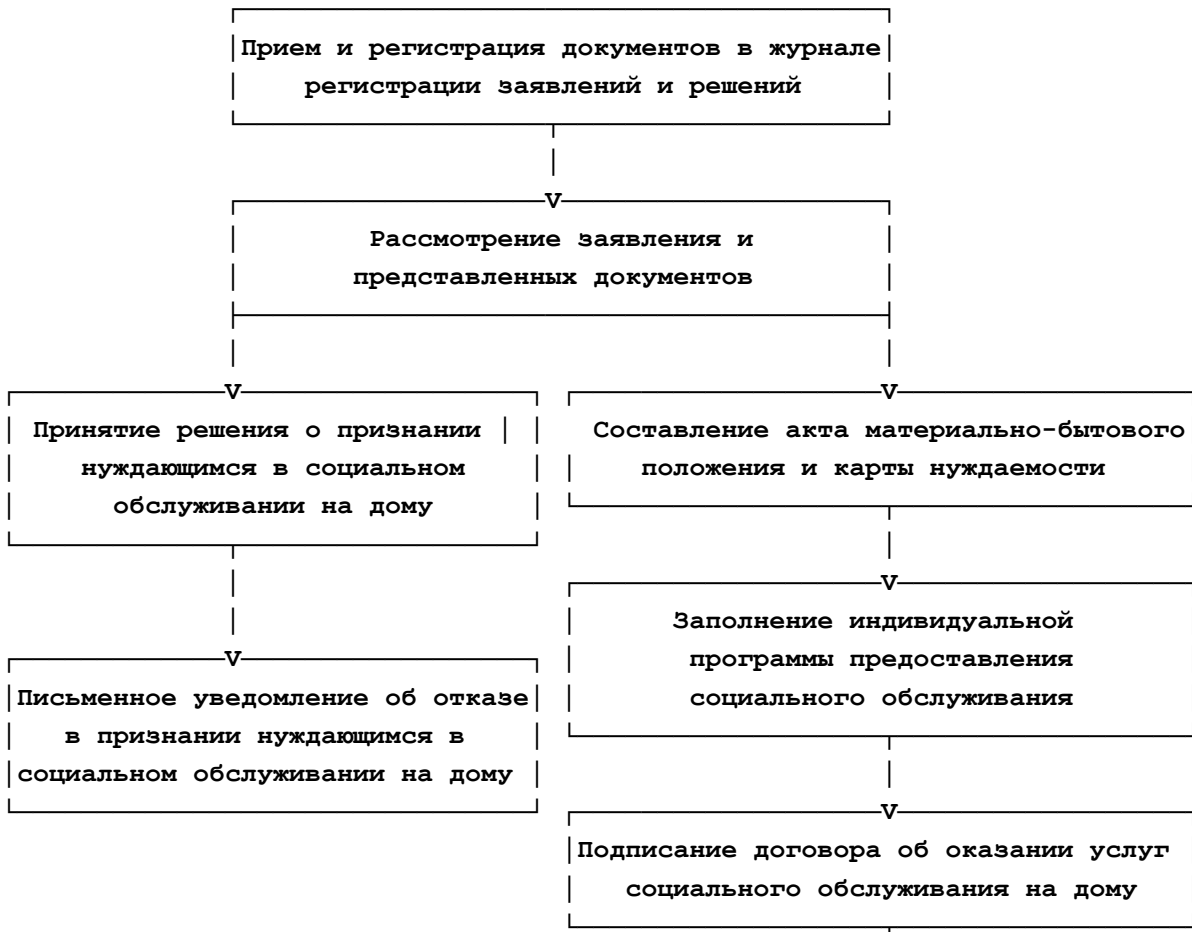 Прием и регистрация документов в журнале
регистрации заявлений и решений
Рассмотрение заявления и
представленных документов
Принятие решения о признании
нуждающимся в социальном
обслуживании на дому
Составление акта материально-бытового
положения и карты нуждаемости
Заполнение индивидуальной
программы предоставления
социального обслуживания
Письменное уведомление об отказе
в признании нуждающимся в
социальном обслуживании на дому
Подписание договора об оказании услуг
социального обслуживания на дому